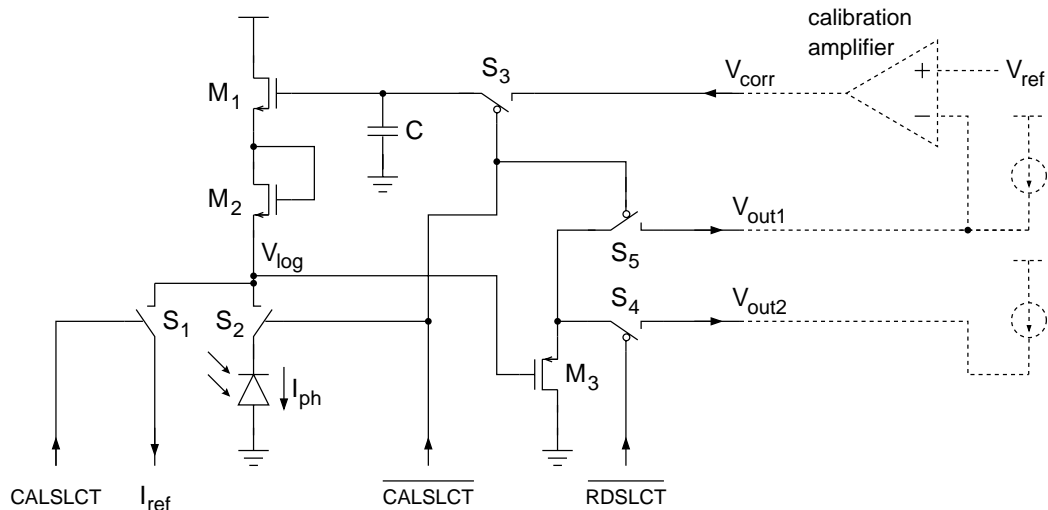 calibration
amplifier
S3
Vcorr
+
Vref
M1
C
−
M2
Vout1
Vlog
S5
S4
Vout2
S1
S2
M3
Iph
CALSLCT
Iref
CALSLCT
RDSLCT